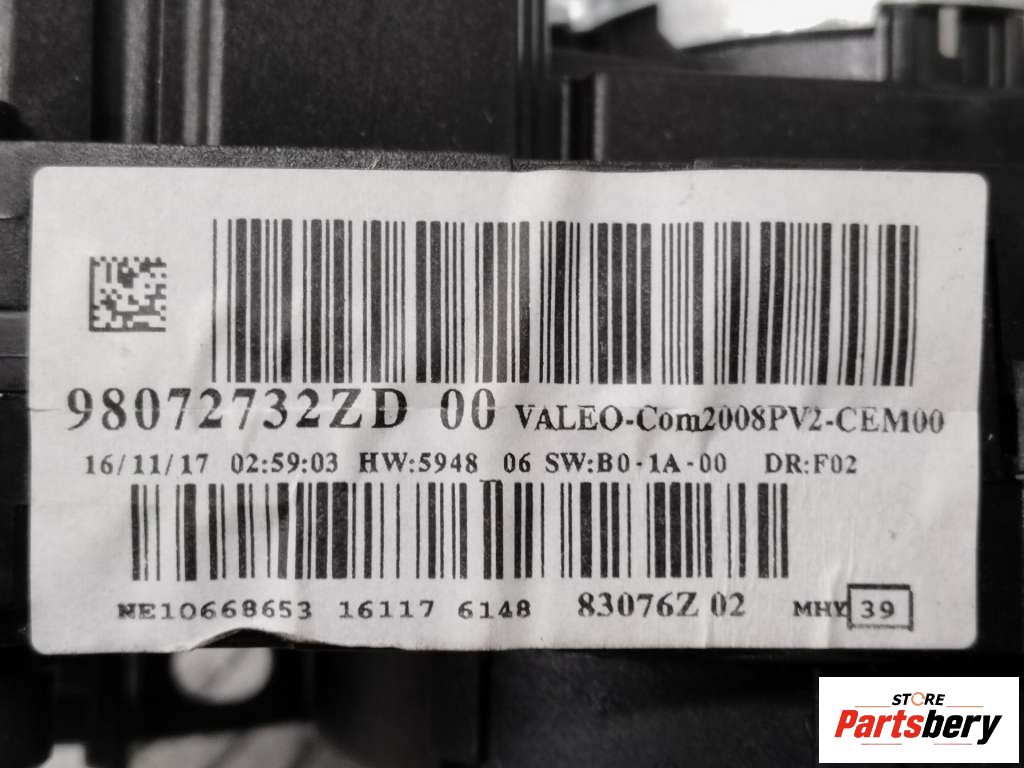 98072732ZD 00 VALEO-Com2008PV2-CEM00
16/11/17 02:59:03 HW:5948 06 SW:B0-1A-00 DR:F02
NE10668653 16117 6148 83076Z 02 MHY 39
STORE
Partsbery